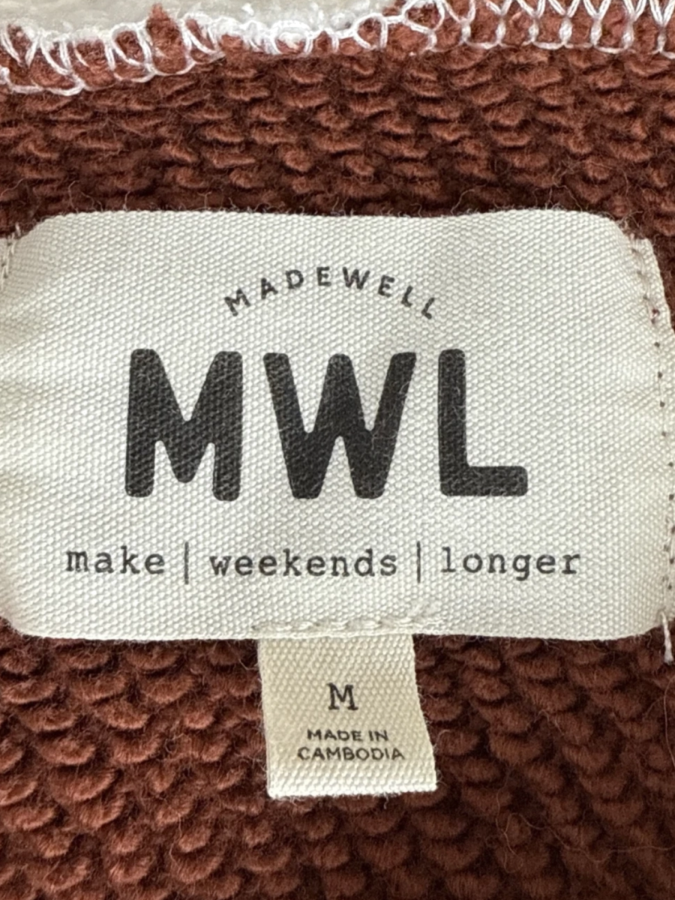 MADEWELL
MWL
make | weekends | longer
M
MADE IN
CAMBODIA